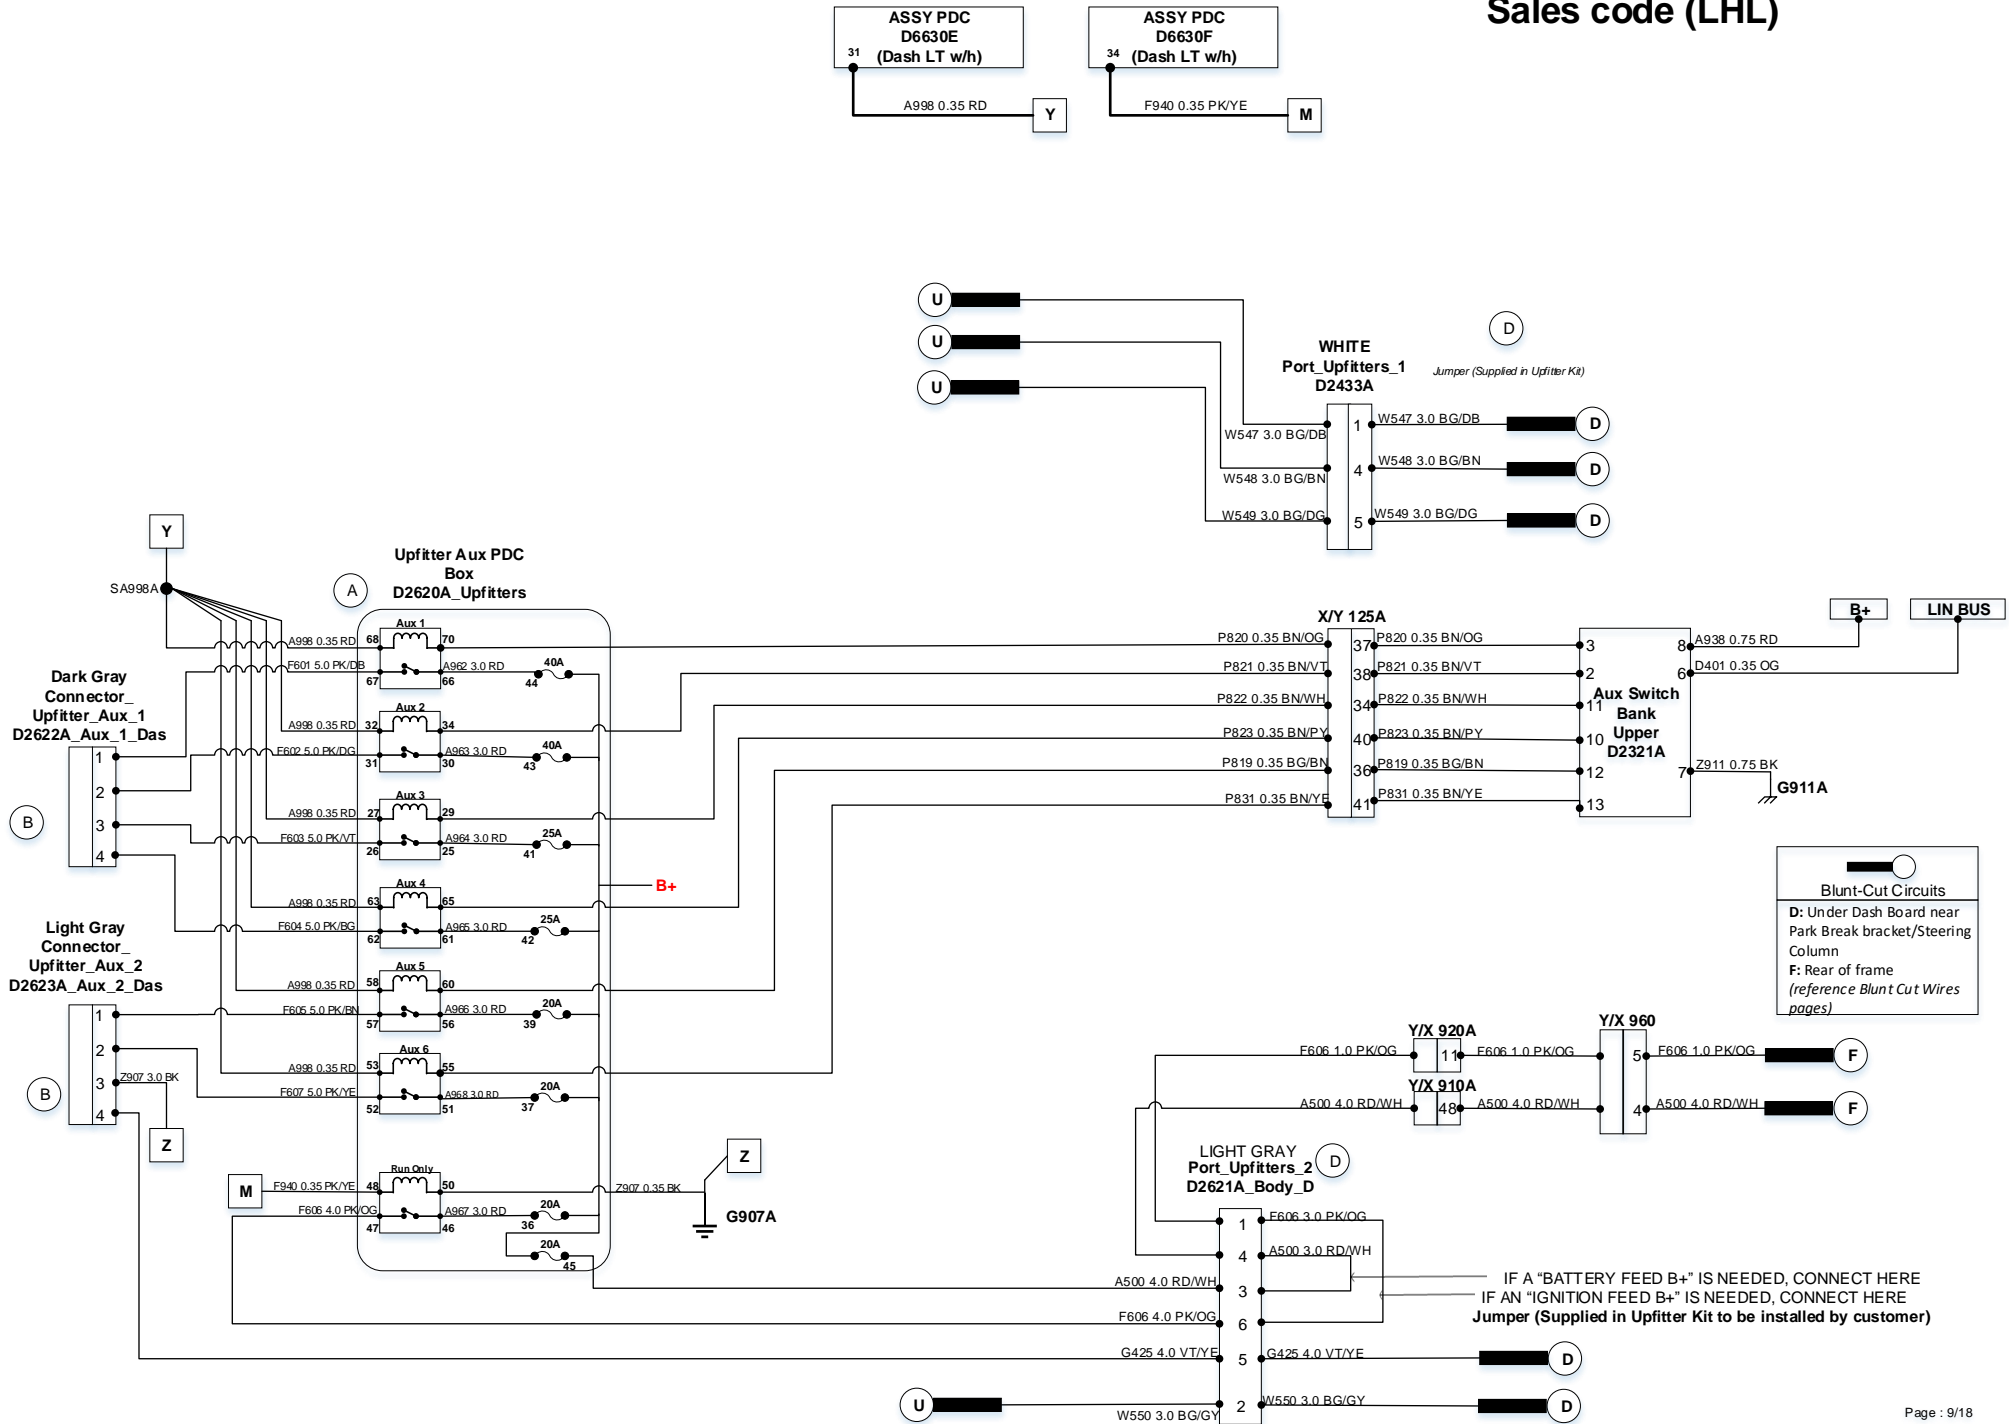 Sales code (LHL)
ASSY PDC
D6630E
31 (Dash LT w/h)
A998 0.35 RD
Y
ASSY PDC
D6630F
34 (Dash LT w/h)
F940 0.35 PK/YE
M
U
U
U
WHITE
Port_Upfitters_1
D2433A
D
Jumper (Supplied in Upfitter Kit)
W547 3.0 BG/DB
1
W547 3.0 BG/DB
D
W548 3.0 BG/BN
4
W548 3.0 BG/BN
D
W549 3.0 BG/DG
5
W549 3.0 BG/DG
D
Y
SA998A
A
Upfitter Aux PDC
Box
D2620A_Upfitters
Dark Gray
Connector_
Upfitter_Aux_1
D2622A_Aux_1_Das
1
2
3
4
B
Light Gray
Connector_
Upfitter_Aux_2
D2623A_Aux_2_Das
1
2
3
4
Z907 3.0 BK
Z
B
Aux 1
A998 0.35 RD 68 70
F601 5.0 PK/DB A962 3.0 RD 40A
67 66 44
Aux 2
A998 0.35 RD 32 34
F602 5.0 PK/DG A963 3.0 RD 40A
31 30 43
Aux 3
A998 0.35 RD 27 29
F603 5.0 PK/VT A964 3.0 RD 25A
26 25 41
Aux 4
A998 0.35 RD 63 65
F604 5.0 PK/BG A965 3.0 RD 25A
62 61 42
B+
Aux 5
A998 0.35 RD 58 60
F605 5.0 PK/BN A966 3.0 RD 20A
57 56 39
Aux 6
A998 0.35 RD 53 55
F607 5.0 PK/YE A968 3.0 RD 20A
52 51 37
Run Only
M
F940 0.35 PK/YE 48 50
Z907 0.35 BK
F606 4.0 PK/OG A967 3.0 RD 20A
47 46 36
20A
45
Z
G907A
X/Y 125A
P820 0.35 BN/OG 37 P820 0.35 BN/OG 3
P821 0.35 BN/VT 38 P821 0.35 BN/VT 2
P822 0.35 BN/WH 34 P822 0.35 BN/WH 11
P823 0.35 BN/PY 40 P823 0.35 BN/PY 10
P819 0.35 BG/BN 36 P819 0.35 BG/BN 12
P831 0.35 BN/YE 41 P831 0.35 BN/YE 13
Aux Switch
Bank
Upper
D2321A
B+
LIN BUS
8 A938 0.75 RD
6 D401 0.35 OG
7 Z911 0.75 BK
G911A
Blunt-Cut Circuits
D: Under Dash Board near
Park Break bracket/Steering
Column
F: Rear of frame
(reference Blunt Cut Wires
pages)
Y/X 920A
Y/X 960
F606 1.0 PK/OG 11 F606 1.0 PK/OG 5 F606 1.0 PK/OG F
Y/X 910A
A500 4.0 RD/WH 48 A500 4.0 RD/WH 4 A500 4.0 RD/WH F
LIGHT GRAY
Port_Upfitters_2
D2621A_Body_D
D
1 F606 3.0 PK/OG
4 A500 3.0 RD/WH
A500 4.0 RD/WH 3
F606 4.0 PK/OG 6
G425 4.0 VT/YE 5 G425 4.0 VT/YE D
U W550 3.0 BG/GY 2 W550 3.0 BG/GY D
IF A “BATTERY FEED B+” IS NEEDED, CONNECT HERE
IF AN “IGNITION FEED B+” IS NEEDED, CONNECT HERE
Jumper (Supplied in Upfitter Kit to be installed by customer)
Page : 9/18